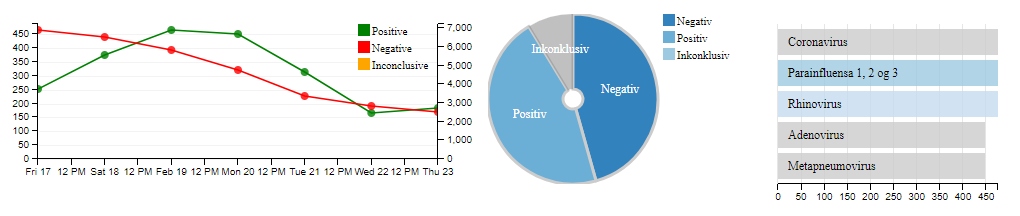 450
400
350
300
250
200
150
100
50
0
Fri 17 12 PM Sat 18 12 PM Feb 19 12 PM Mon 20 12 PM Tue 21 12 PM Wed 22 12 PM Thu 23
7,000
6,000
5,000
4,000
3,000
2,000
1,000
0
Positive
Negative
Inconclusive
Inkonklusiv
Negativ
Positiv
Negativ
Positiv
Inkonklusiv
Coronavirus
Parainfluensa 1, 2 og 3
Rhinovirus
Adenovirus
Metapneumovirus
0 50 100 150 200 250 300 350 400 450